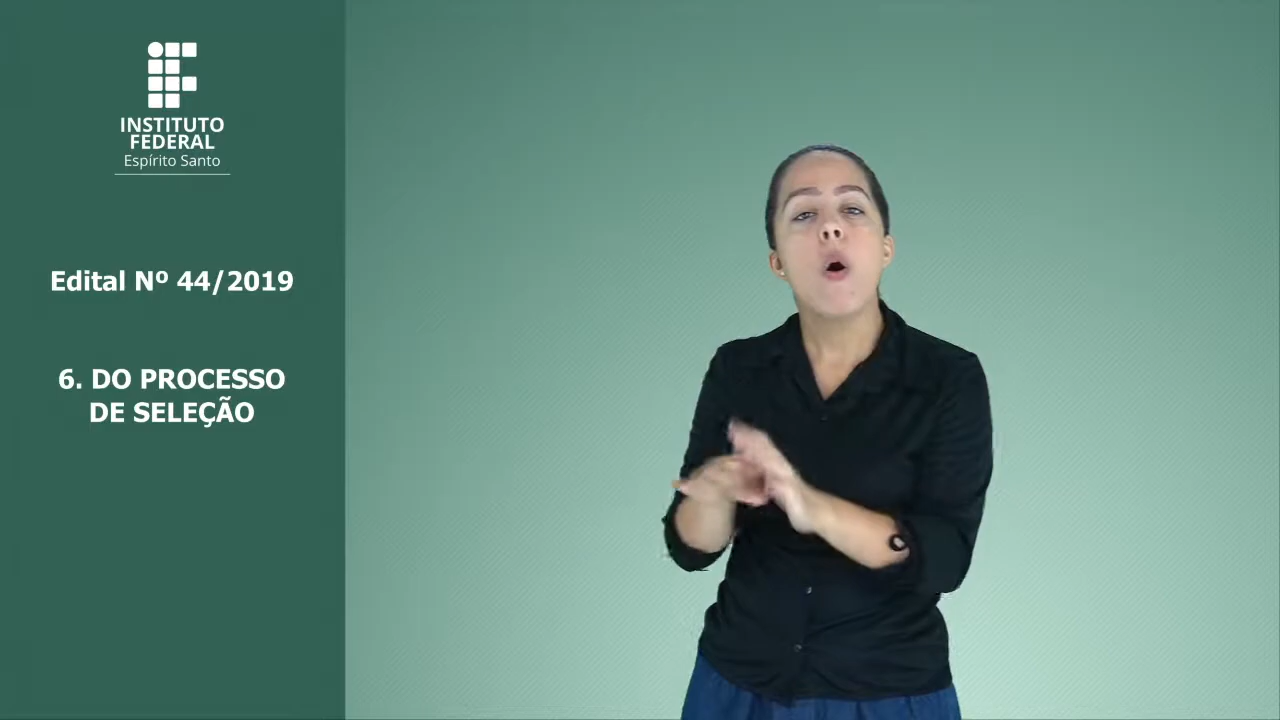 INSTITUTO
FEDERAL
Espírito Santo
Edital Nº 44/2019
6. DO PROCESSO
DE SELEÇÃO